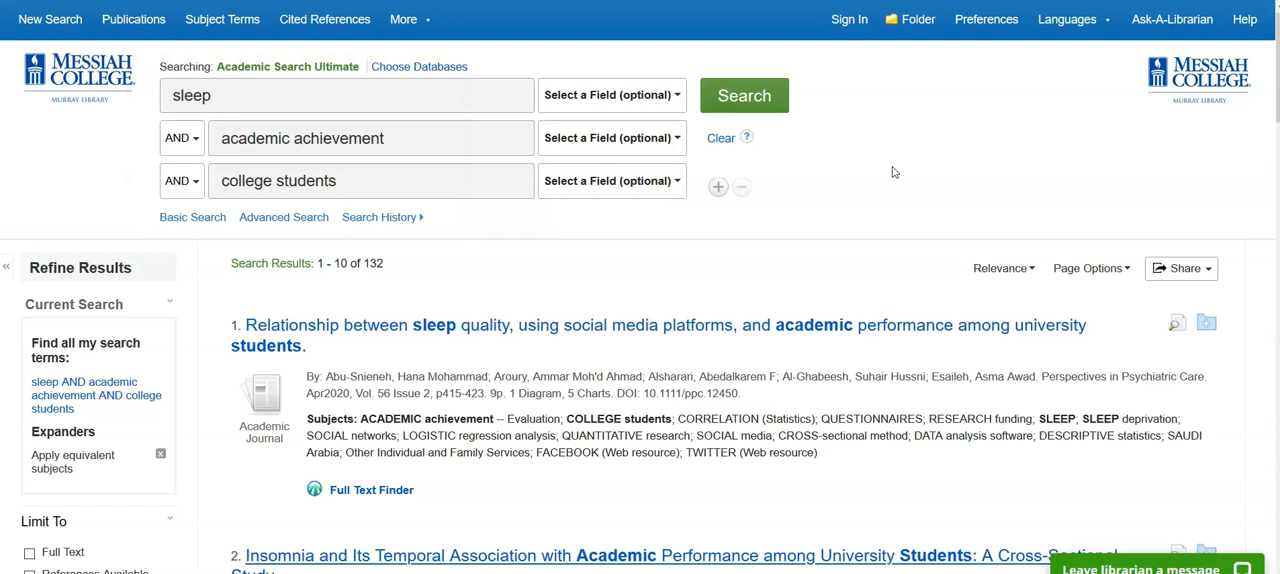 New Search Publications Subject Terms Cited References More Sign In Folder Preferences Languages Ask-A-Librarian Help
MESSIAH COLLEGE
MURRAY LIBRARY
Searching: Academic Search Ultimate Choose Databases
MESSIAH COLLEGE
MURRAY LIBRARY
sleep Select a Field (optional) Search
AND academic achievement Select a Field (optional) Clear ?
AND college students Select a Field (optional) + −
Basic Search Advanced Search Search History
« Refine Results
Current Search
Find all my search
terms:
sleep AND academic
achievement AND college
students
Expanders
Apply equivalent
subjects
Limit To
Full Text
References Available
Search Results: 1 - 10 of 132 Relevance Page Options Share
1. Relationship between sleep quality, using social media platforms, and academic performance among university
students.
Academic
Journal
By: Abu-Snieneh, Hana Mohammad; Aroury, Ammar Moh'd Ahmad; Alsharari, Abedalkarem F; Al-Ghabeesh, Suhair Hussni; Esaileh, Asma Awad. Perspectives in Psychiatric Care.
Apr2020, Vol. 56 Issue 2, p415-423. 9p. 1 Diagram, 5 Charts. DOI: 10.1111/ppc.12450.
Subjects: ACADEMIC achievement -- Evaluation; COLLEGE students; CORRELATION (Statistics); QUESTIONNAIRES; RESEARCH funding; SLEEP; SLEEP deprivation;
SOCIAL networks; LOGISTIC regression analysis; QUANTITATIVE research; SOCIAL media; CROSS-sectional method; DATA analysis software; DESCRIPTIVE statistics; SAUDI
Arabia; Other Individual and Family Services; FACEBOOK (Web resource); TWITTER (Web resource)
Full Text Finder
2. Insomnia and Its Temporal Association with Academic Performance among University Students: A Cross-Sectional
Study.
Leave librarian a message